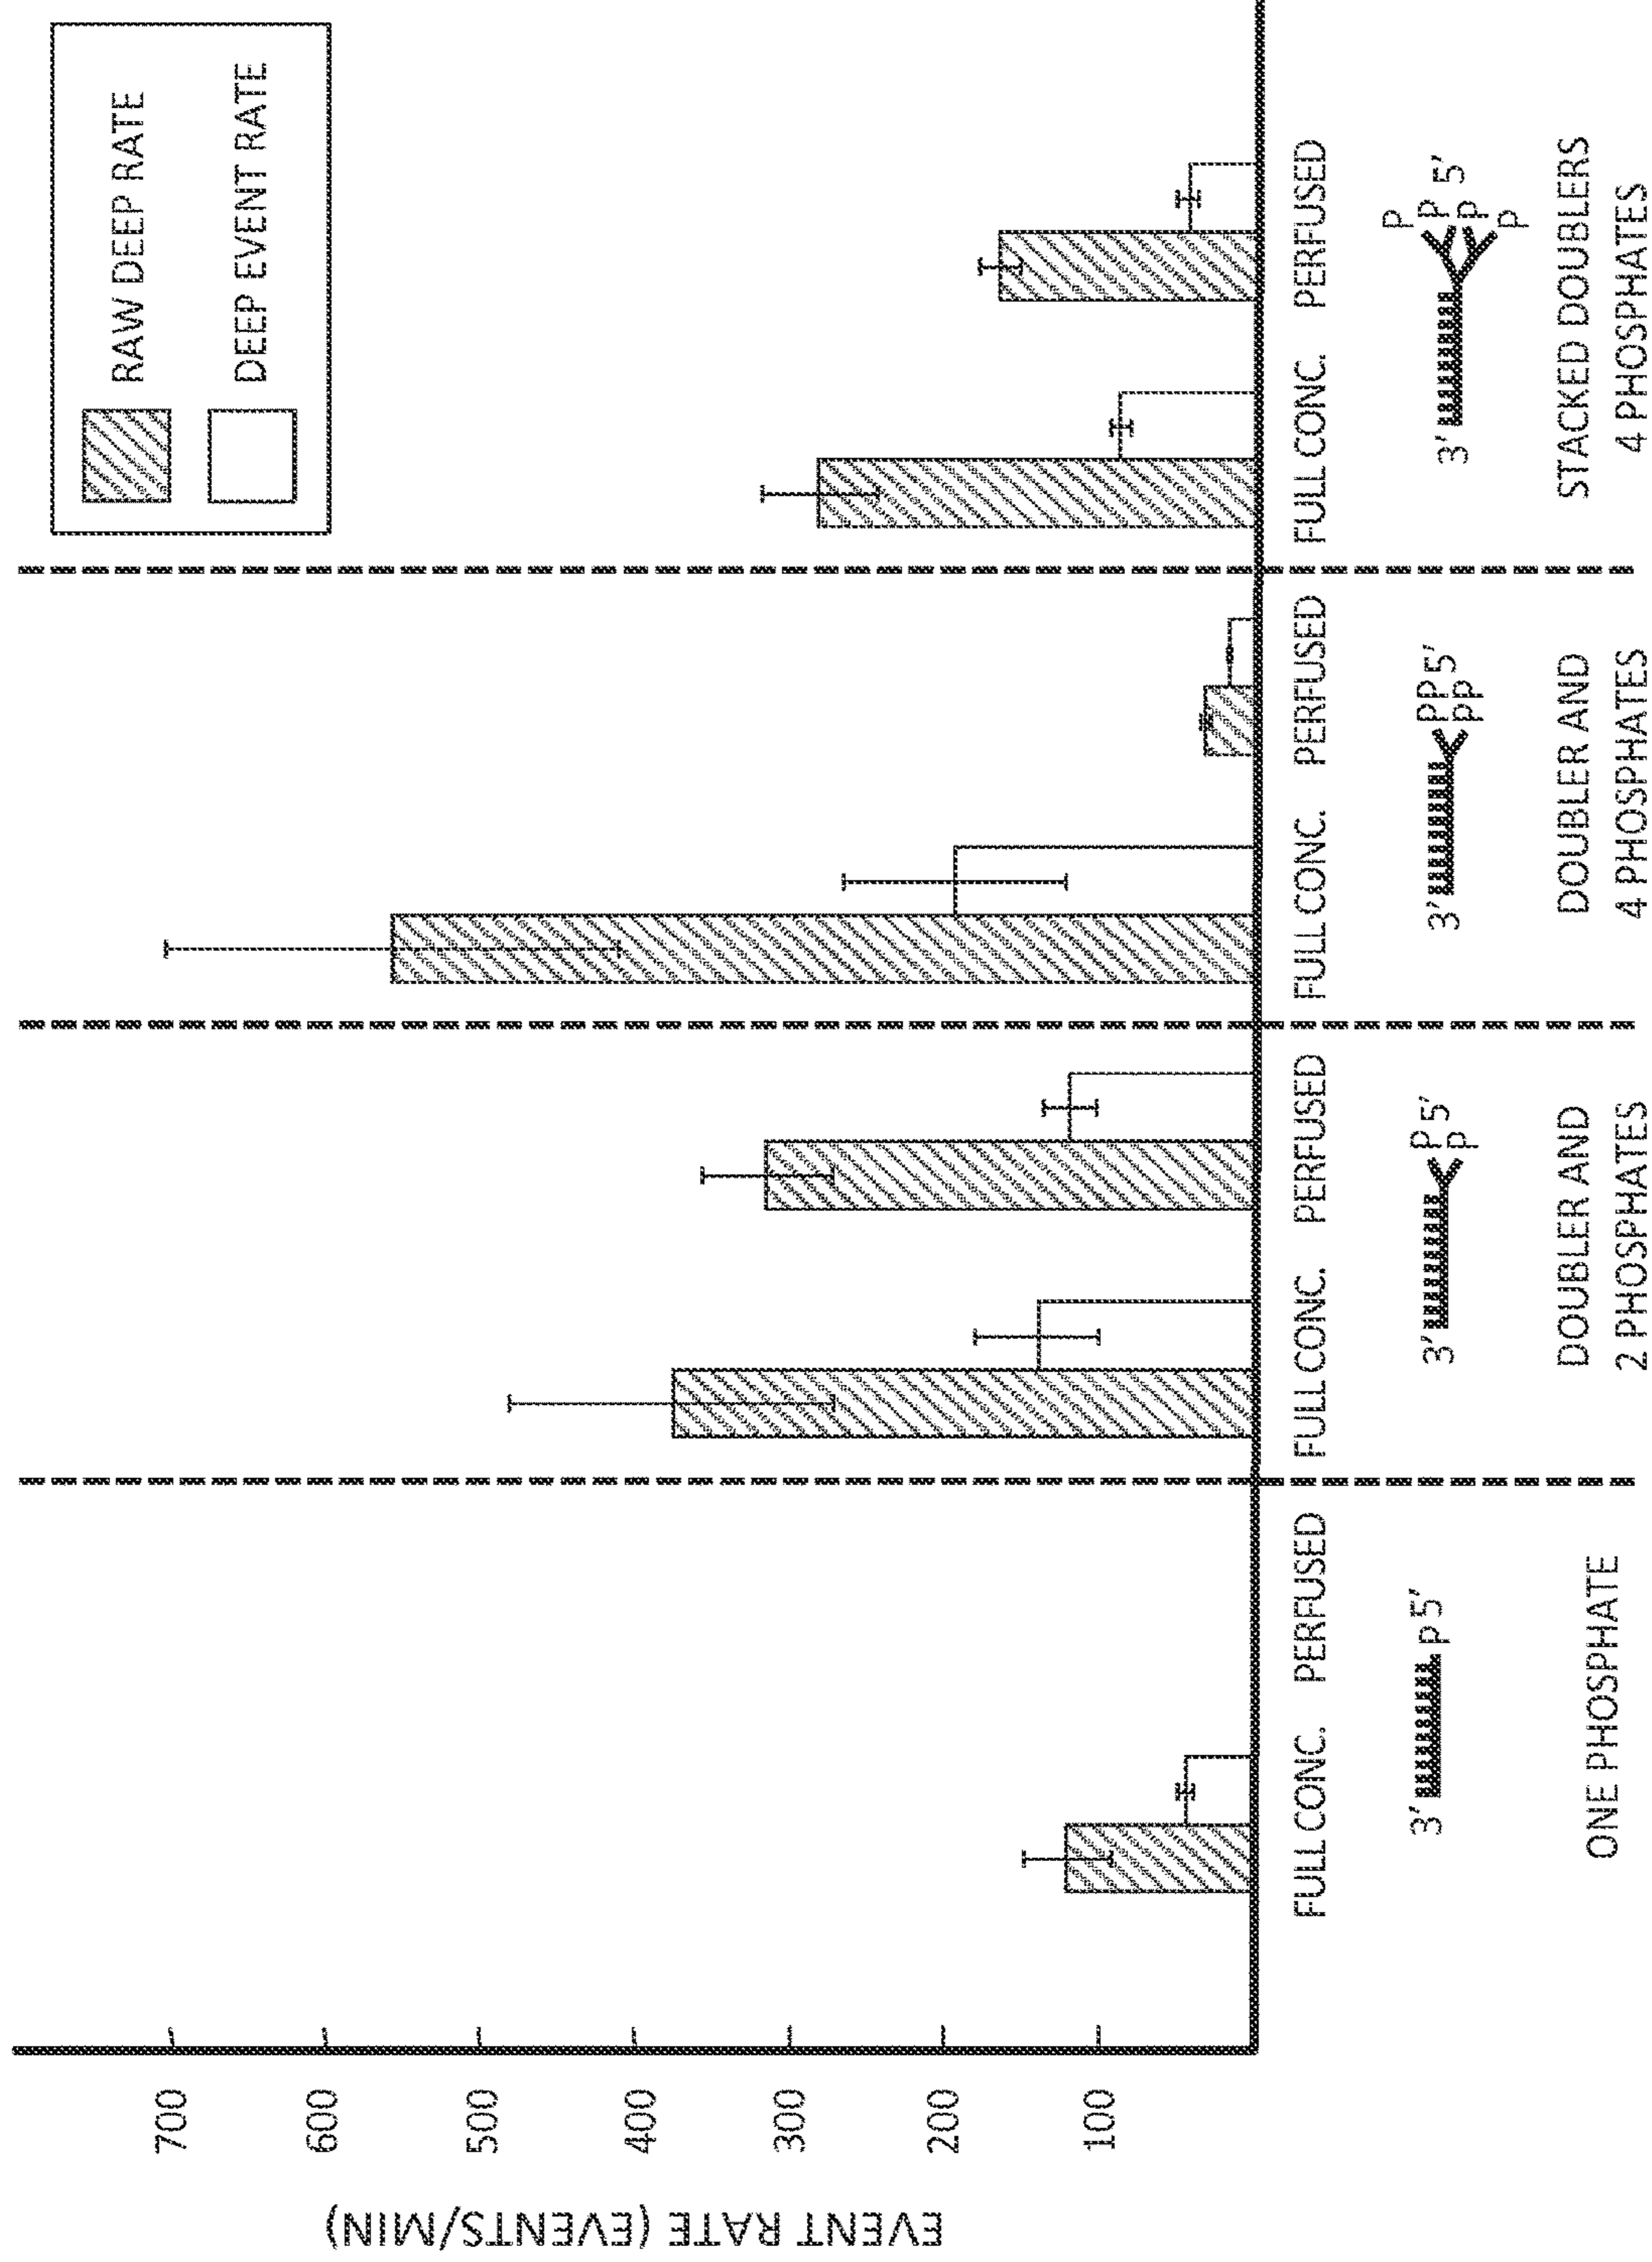 RAW DEEP RATE
DEEP EVENT RATE
EVENT RATE (EVENTS/MIN)
700
600
500
400
300
200
100
FULL CONC. PERFUSED
FULL CONC. PERFUSED
FULL CONC. PERFUSED
FULL CONC. PERFUSED
3' p 5'
ONE PHOSPHATE
3' P 5'
p
DOUBLER AND
2 PHOSPHATES
3' PP 5'
pp
DOUBLER AND
4 PHOSPHATES
P
3' P 5'
p
p
STACKED DOUBLERS
4 PHOSPHATES